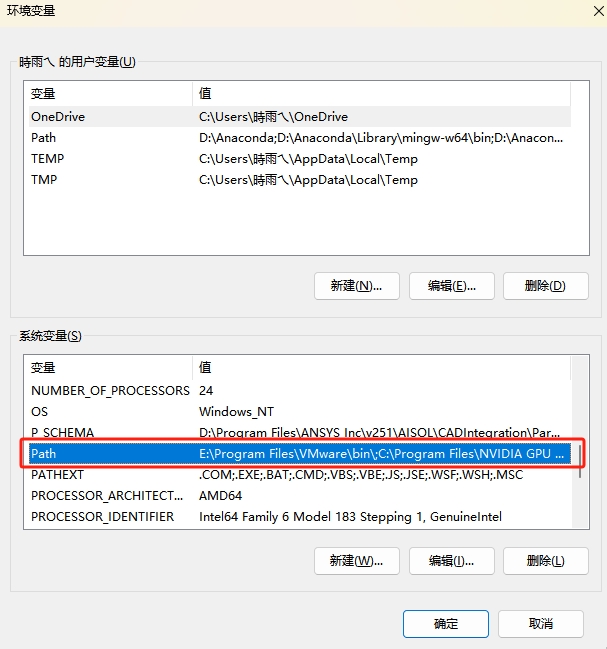 环境变量
時雨乀 的用户变量(U)
变量 值
OneDrive C:\Users\時雨乀\OneDrive
Path D:\Anaconda;D:\Anaconda\Library\mingw-w64\bin;D:\Anacon...
TEMP C:\Users\時雨乀\AppData\Local\Temp
TMP C:\Users\時雨乀\AppData\Local\Temp
新建(N)... 编辑(E)... 删除(D)
系统变量(S)
变量 值
NUMBER_OF_PROCESSORS 24
OS Windows_NT
P_SCHEMA D:\Program Files\ANSYS Inc\v251\AISOL\CADIntegration\Par...
Path E:\Program Files\VMware\bin\;C:\Program Files\NVIDIA GPU ...
PATHEXT .COM;.EXE;.BAT;.CMD;.VBS;.VBE;.JS;.JSE;.WSF;.WSH;.MSC
PROCESSOR_ARCHITECT... AMD64
PROCESSOR_IDENTIFIER Intel64 Family 6 Model 183 Stepping 1, GenuineIntel
新建(W)... 编辑(I)... 删除(L)
确定 取消